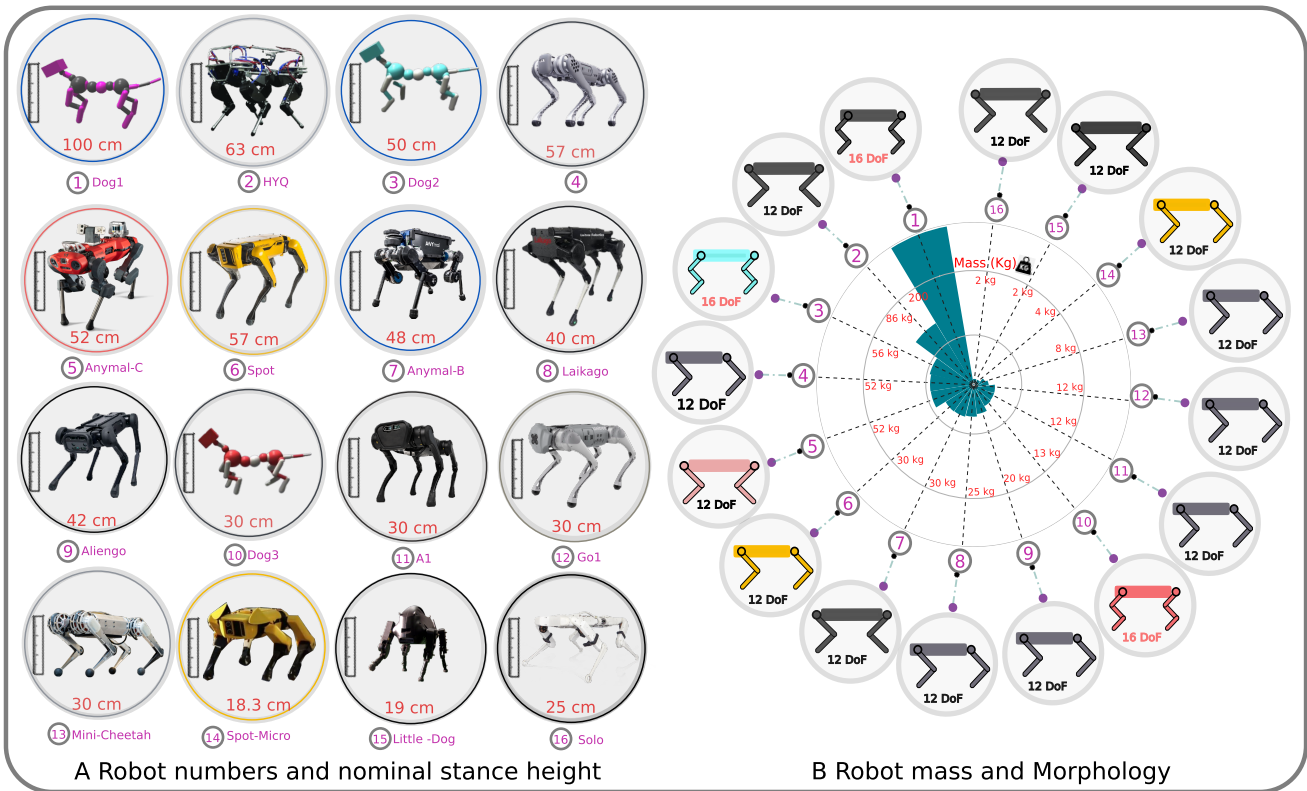 100 cm
63 cm
50 cm
57 cm
1 Dog1
2 HYQ
3 Dog2
4
52 cm
57 cm
48 cm
40 cm
5 Anymal-C
6 Spot
7 Anymal-B
8 Laikago
42 cm
30 cm
30 cm
30 cm
9 Aliengo
10 Dog3
11 A1
12 Go1
30 cm
18.3 cm
19 cm
25 cm
13 Mini-Cheetah
14 Spot-Micro
15 Little -Dog
16 Solo
A Robot numbers and nominal stance height
12 DoF
12 DoF
16 DoF
12 DoF
12 DoF
16 DoF
12 DoF
12 DoF
12 DoF
12 DoF
12 DoF
12 DoF
16 DoF
12 DoF
12 DoF
12 DoF
1
2
3
4
5
6
7
8
9
10
11
12
13
14
15
16
Mass (Kg)
KG
200
86 kg
56 kg
52 kg
52 kg
30 kg
30 kg
25 kg
20 kg
13 kg
12 kg
12 kg
8 kg
4 kg
2 kg
2 kg
B Robot mass and Morphology